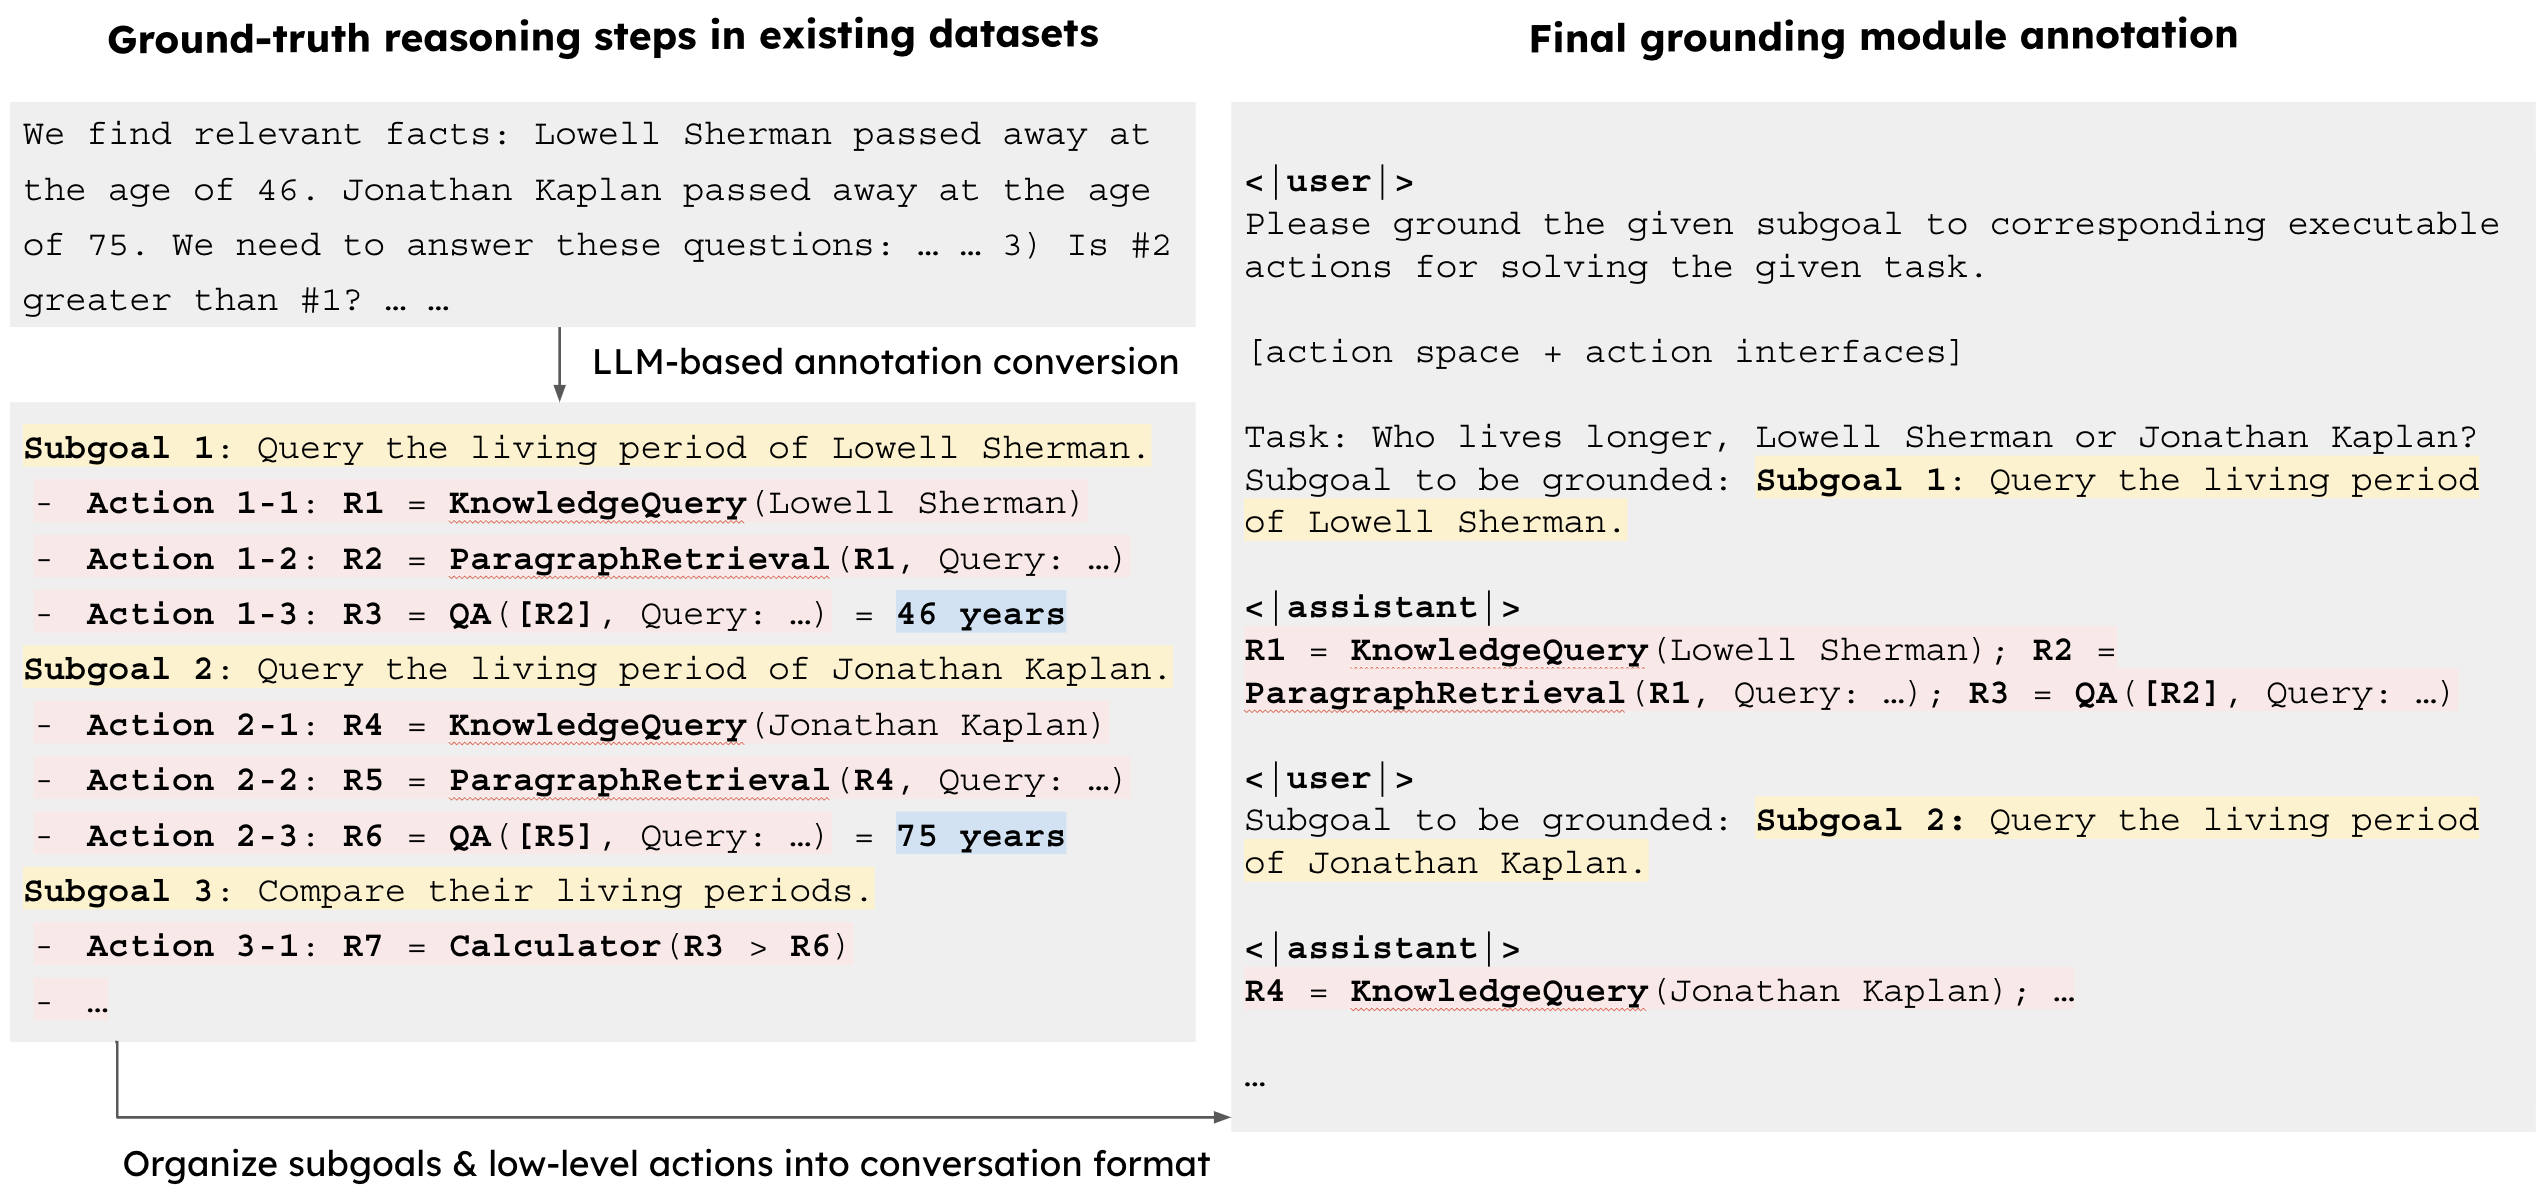 Ground-truth reasoning steps in existing datasets
We find relevant facts: Lowell Sherman passed away at
the age of 46. Jonathan Kaplan passed away at the age
of 75. We need to answer these questions: … … 3) Is #2
greater than #1? … …
LLM-based annotation conversion
Subgoal 1: Query the living period of Lowell Sherman.
- Action 1-1: R1 = KnowledgeQuery(Lowell Sherman)
- Action 1-2: R2 = ParagraphRetrieval(R1, Query: …)
- Action 1-3: R3 = QA([R2], Query: …) = 46 years
Subgoal 2: Query the living period of Jonathan Kaplan.
- Action 2-1: R4 = KnowledgeQuery(Jonathan Kaplan)
- Action 2-2: R5 = ParagraphRetrieval(R4, Query: …)
- Action 2-3: R6 = QA([R5], Query: …) = 75 years
Subgoal 3: Compare their living periods.
- Action 3-1: R7 = Calculator(R3 > R6)
- …
Organize subgoals & low-level actions into conversation format
Final grounding module annotation
<|user|>
Please ground the given subgoal to corresponding executable
actions for solving the given task.
[action space + action interfaces]
Task: Who lives longer, Lowell Sherman or Jonathan Kaplan?
Subgoal to be grounded: Subgoal 1: Query the living period
of Lowell Sherman.
<|assistant|>
R1 = KnowledgeQuery(Lowell Sherman); R2 =
ParagraphRetrieval(R1, Query: …); R3 = QA([R2], Query: …)
<|user|>
Subgoal to be grounded: Subgoal 2: Query the living period
of Jonathan Kaplan.
<|assistant|>
R4 = KnowledgeQuery(Jonathan Kaplan); …
…